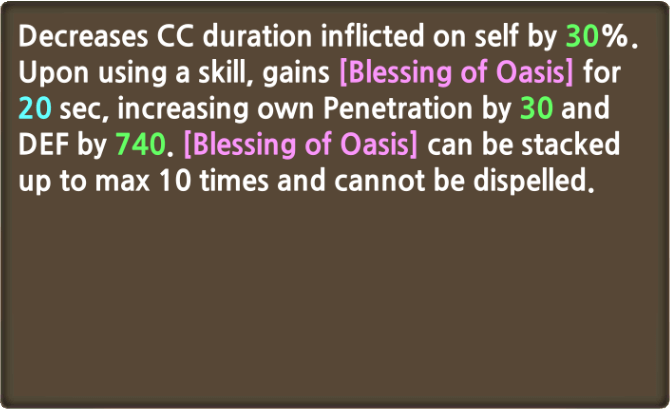 Decreases CC duration inflicted on self by 30%.
Upon using a skill, gains [Blessing of Oasis] for
20 sec, increasing own Penetration by 30 and
DEF by 740. [Blessing of Oasis] can be stacked
up to max 10 times and cannot be dispelled.